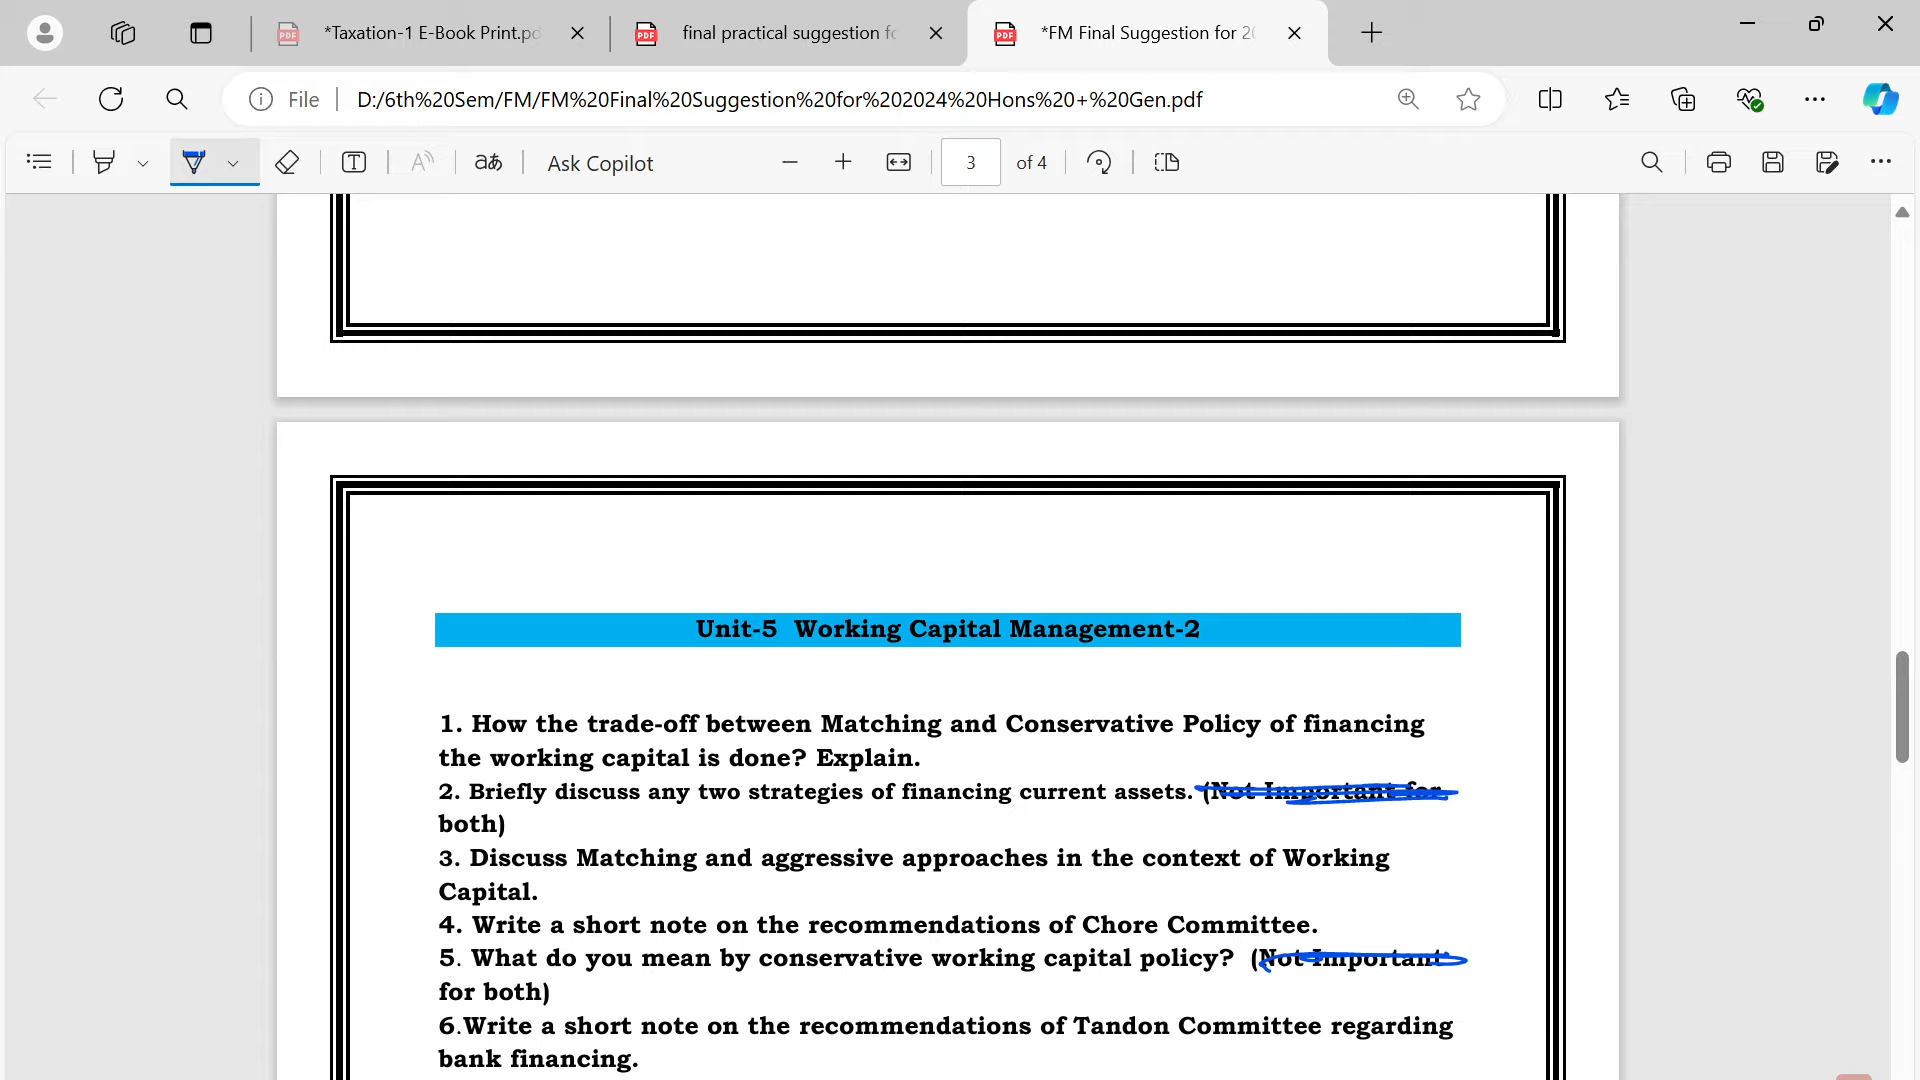 *Taxation-1 E-Book Print.pd
final practical suggestion fo
*FM Final Suggestion for 20
File
D:/6th%20Sem/FM/FM%20Final%20Suggestion%20for%202024%20Hons%20+%20Gen.pdf
Ask Copilot
3
of 4
Unit-5 Working Capital Management-2
1. How the trade-off between Matching and Conservative Policy of financing
the working capital is done? Explain.
2. Briefly discuss any two strategies of financing current assets. (Not Important for
both)
3. Discuss Matching and aggressive approaches in the context of Working
Capital.
4. Write a short note on the recommendations of Chore Committee.
5. What do you mean by conservative working capital policy? (Not Important
for both)
6.Write a short note on the recommendations of Tandon Committee regarding
bank financing.